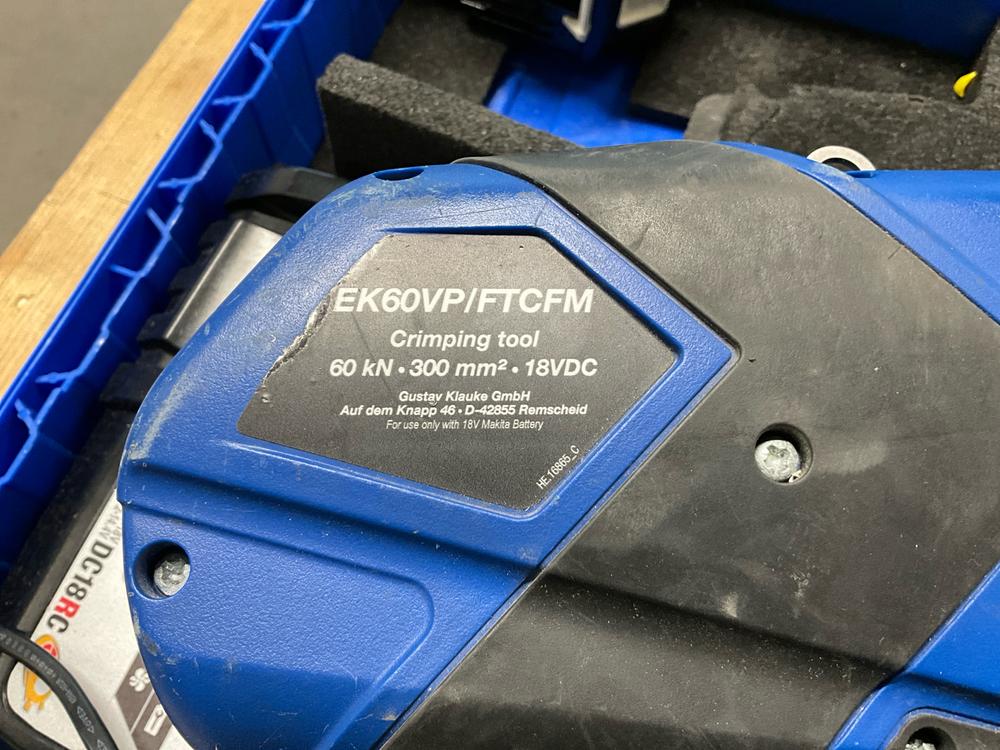 EK60VP/FTCFM
Crimping tool
60 kN • 300 mm² • 18VDC
Gustav Klauke GmbH
Auf dem Knapp 46 • D-42855 Remscheid
For use only with 18V Makita Battery
HE.16865_C
DC18RC